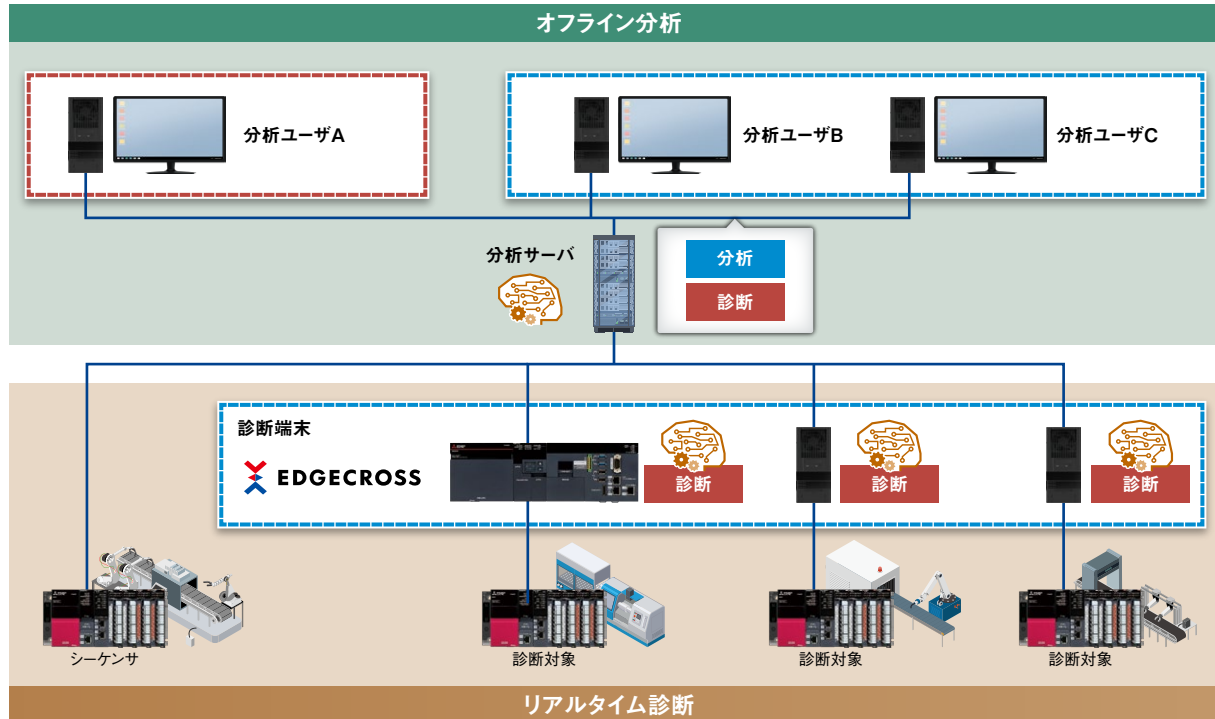 オフライン分析
分析ユーザA
分析ユーザB
分析ユーザC
分析サーバ
分析
診断
診断端末
EDGECROSS
診断
診断
診断
シーケンサ
診断対象
診断対象
診断対象
リアルタイム診断